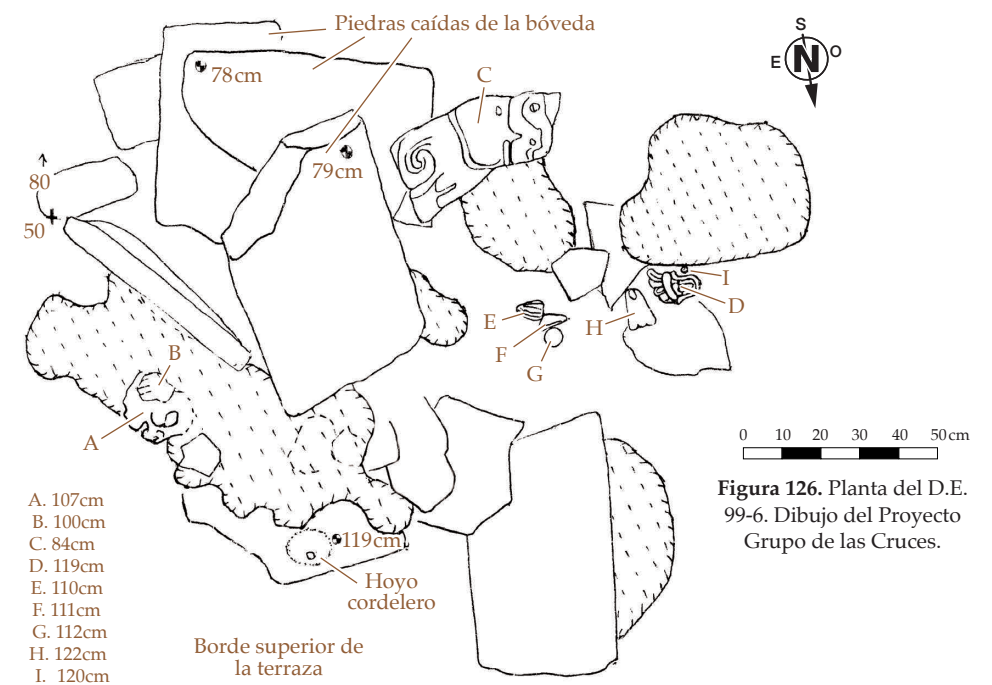 Piedras caídas de la bóveda
S
E
N
O
78cm
79cm
C
80
50
I
D
E
H
F
G
B
A
0 10 20 30 40 50cm
Figura 126. Planta del D.E.
99-6. Dibujo del Proyecto
Grupo de las Cruces.
A. 107cm
B. 100cm
C. 84cm
D. 119cm
E. 110cm
F. 111cm
G. 112cm
H. 122cm
I. 120cm
119cm
Hoyo
cordelero
Borde superior de
la terraza